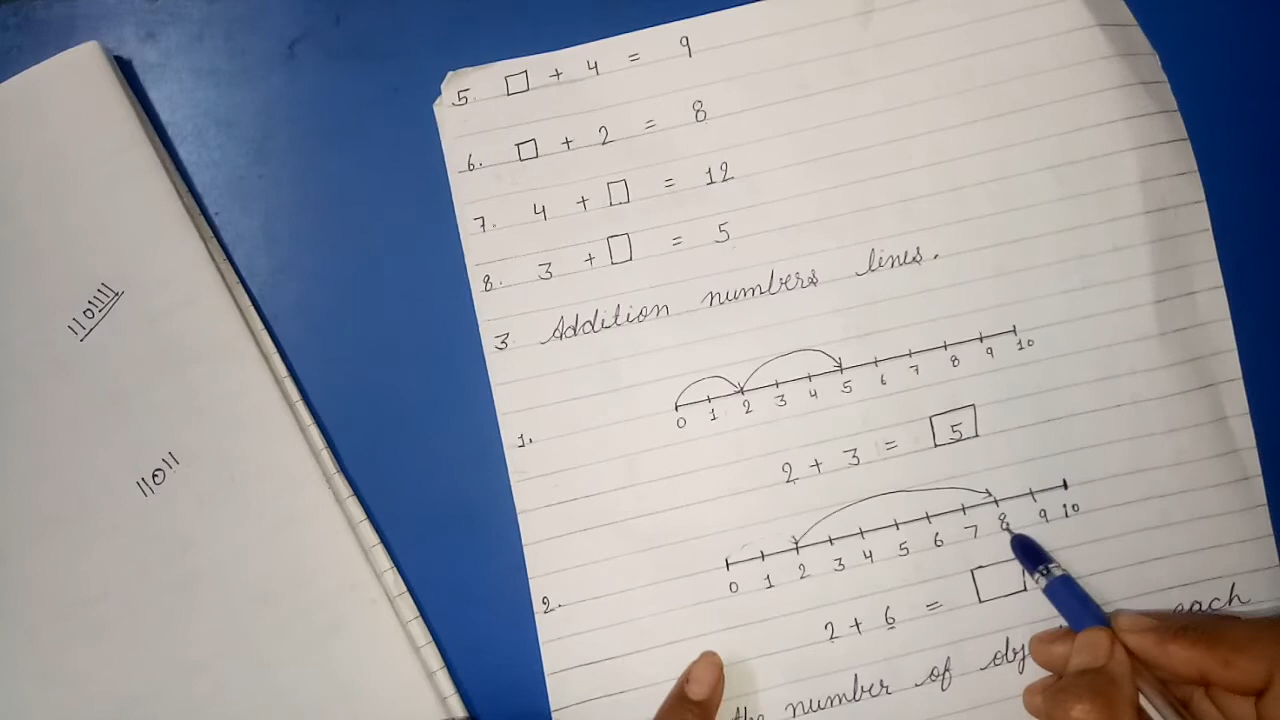 5. □ + 4 = 9
6. □ + 2 = 8
7. 4 + □ = 12
8. 3 + □ = 5
3. Addition numbers lines.
0 1 2 3 4 5 6 7 8 9 10
1.
2 + 3 = 5
0 1 2 3 4 5 6 7 8 9 10
2.
2 + 6 = □
the number of each
110111
11011